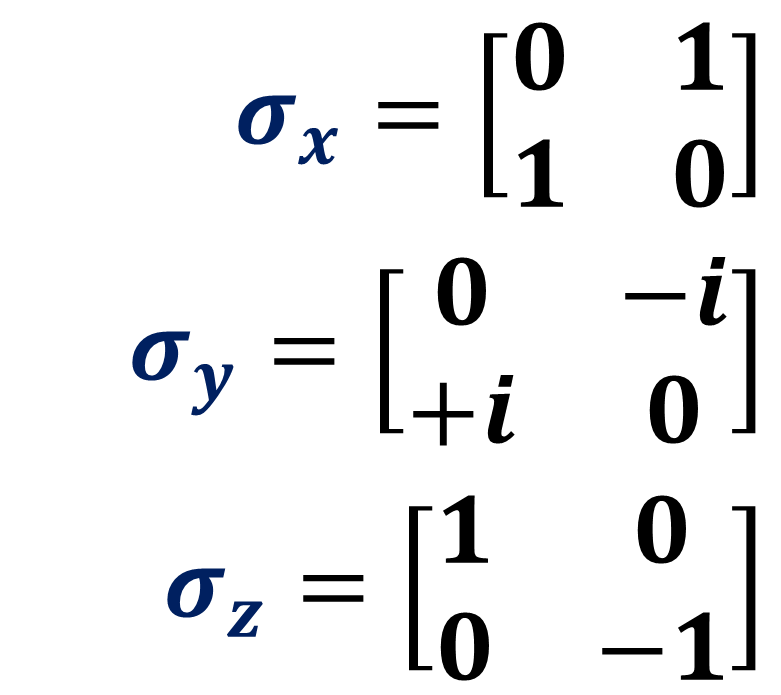 σx = [0 1
1 0]
σy = [0 −i
+i 0]
σz = [1 0
0 −1]